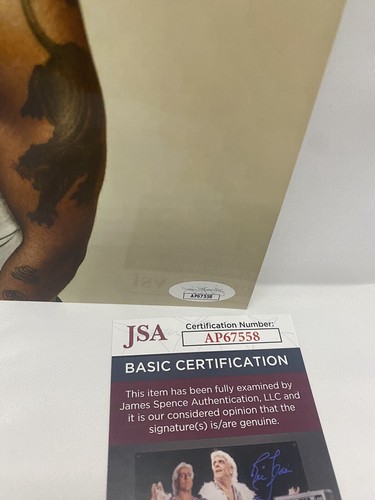 AP67558
JSA
Certification Number:
AP67558
BASIC CERTIFICATION
This item has been fully examined by
James Spence Authentication, LLC and
it is our considered opinion that the
signature(s) is/are genuine.